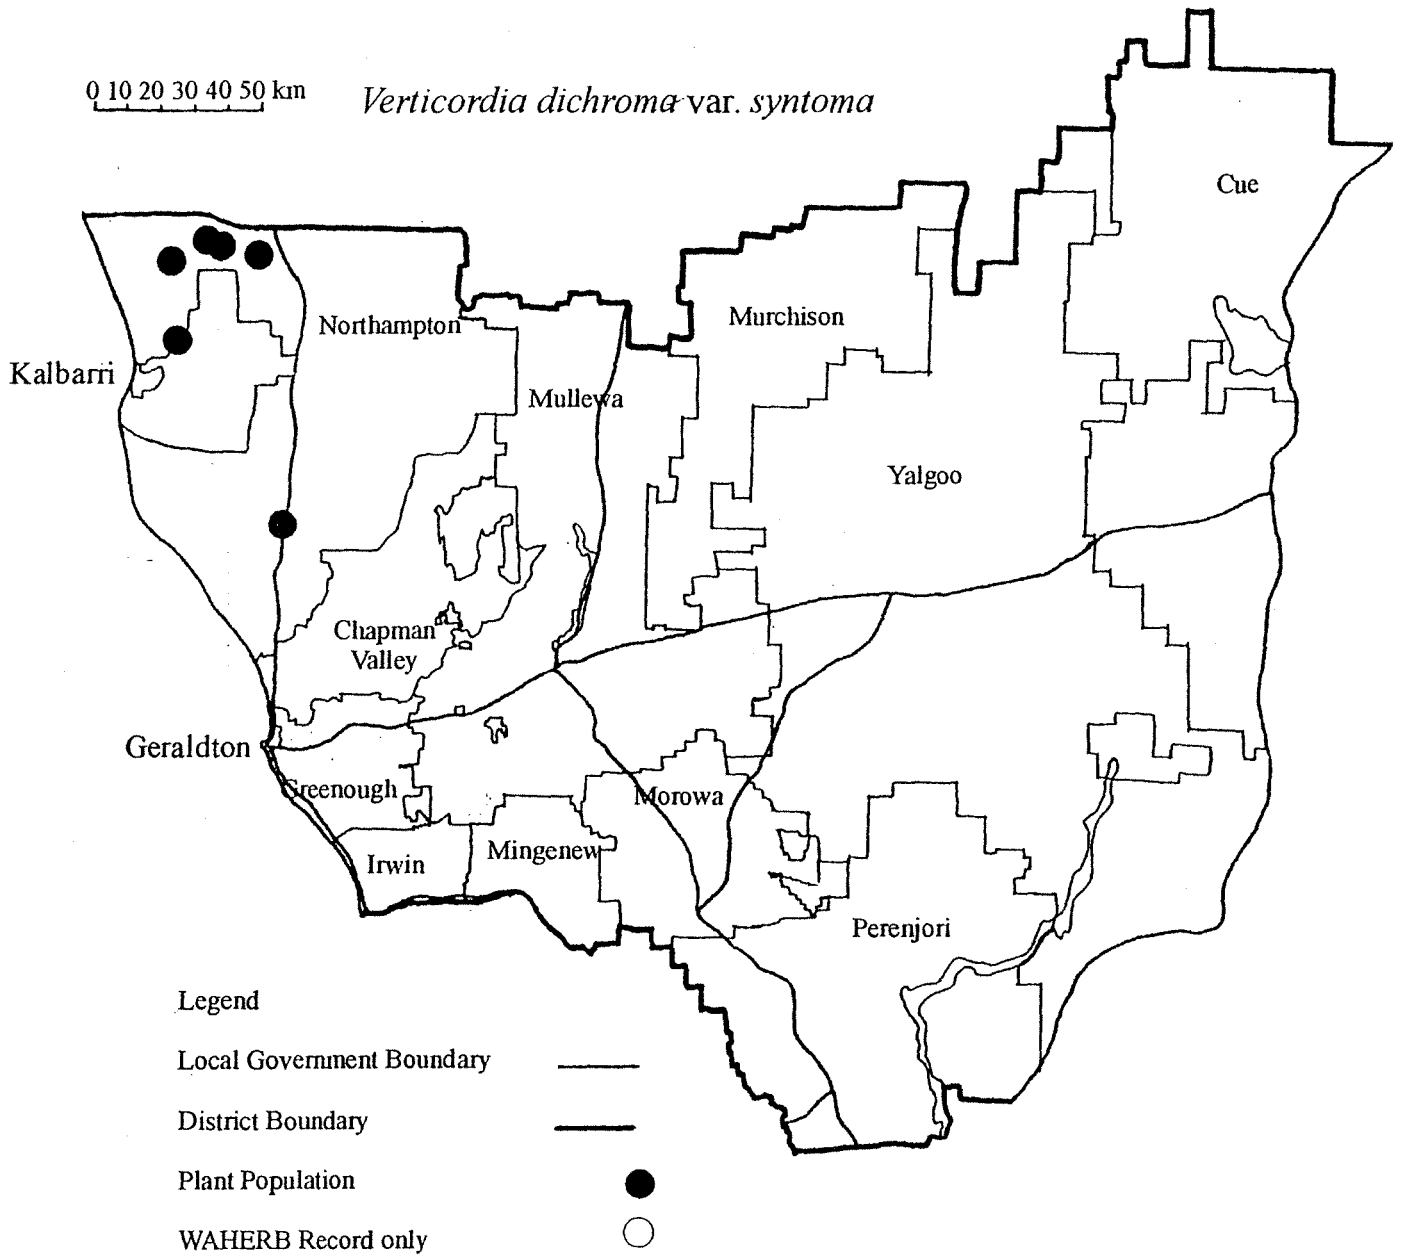 0 10 20 30 40 50 km
Verticordia dichroma var. syntoma
Cue
Murchison
Northampton
Kalbarri
Mullewa
Yalgoo
Chapman
Valley
Geraldton
Greenough
Morowa
Irwin
Mingenew
Perenjori
Legend
Local Government Boundary
District Boundary
Plant Population
WAHERB Record only